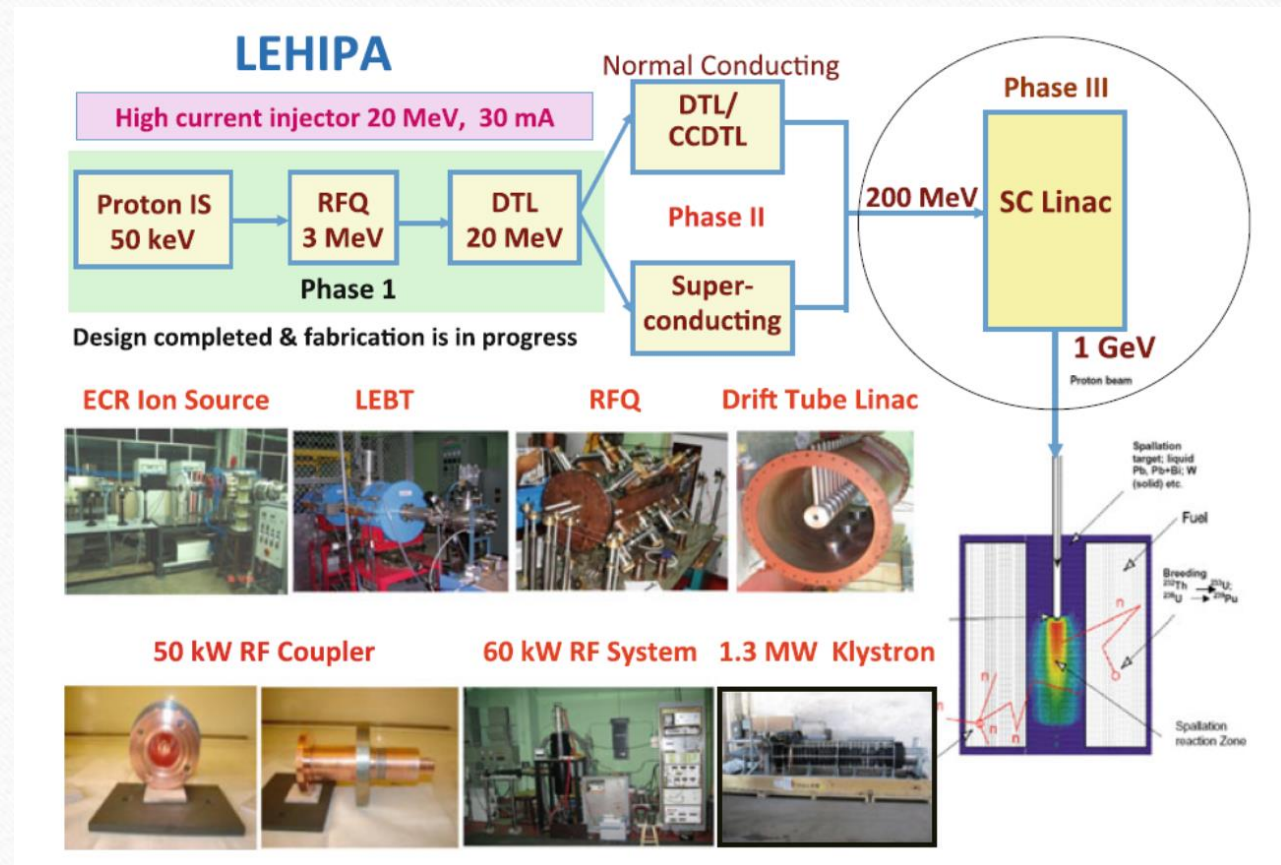 LEHIPA
High current injector 20 MeV, 30 mA
Proton IS
50 keV
RFQ
3 MeV
DTL
20 MeV
Phase 1
Design completed & fabrication is in progress
Normal Conducting
DTL/
CCDTL
Phase II
Super-
conducting
200 MeV
Phase III
SC Linac
1 GeV
Proton beam
ECR Ion Source
LEBT
RFQ
Drift Tube Linac
50 kW RF Coupler
60 kW RF System
1.3 MW Klystron
Spallation
target; liquid
Pb, Pb+Bi; W
(solid) etc.
Fuel
Breeding
²³²Th → ²³³U;
²³⁸U → ²³⁹Pu
n
n
n
n
n
Spallation
reaction Zone